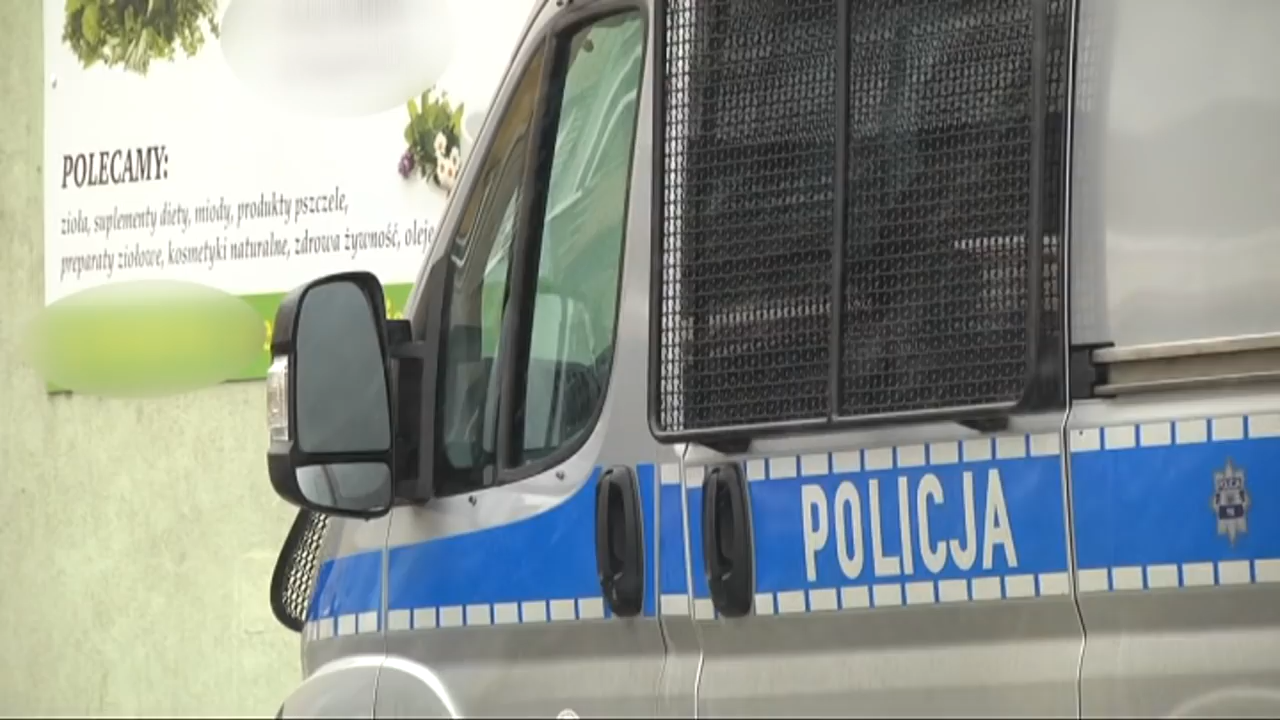 POLECAMY:
zioła, suplementy diety, miody, produkty pszczele,
preparaty ziołowe, kosmetyki naturalne, zdrowa żywność, oleje
POLICJA